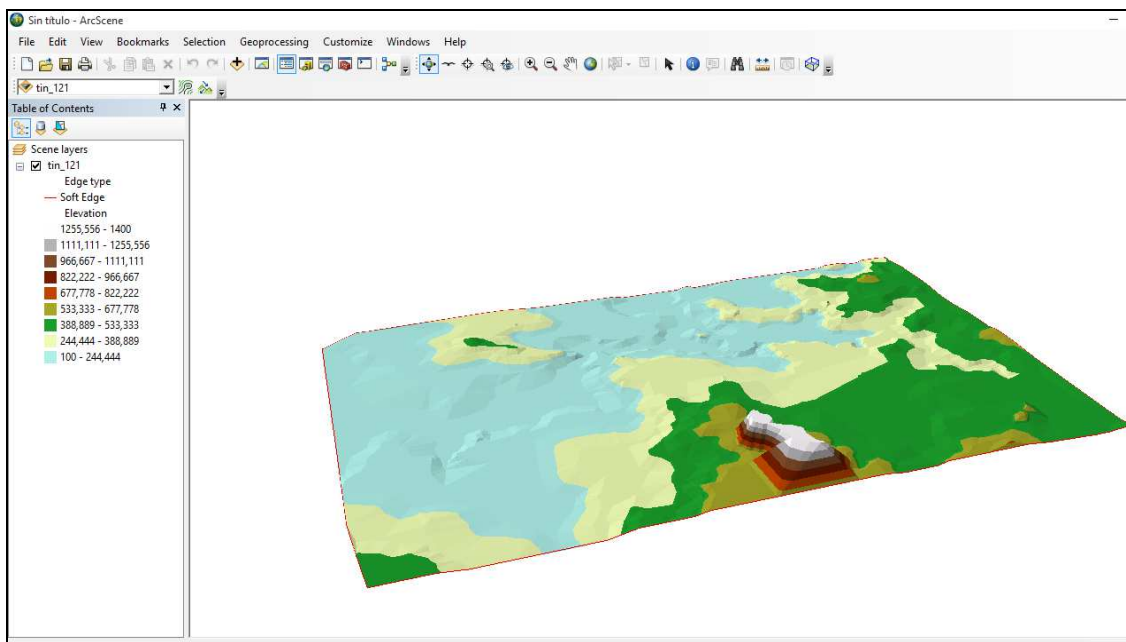 Sin título - ArcScene
File Edit View Bookmarks Selection Geoprocessing Customize Windows Help
tin_121
Table of Contents
Scene layers
tin_121
Edge type
Soft Edge
Elevation
1255,556 - 1400
1111,111 - 1255,556
966,667 - 1111,111
822,222 - 966,667
677,778 - 822,222
533,333 - 677,778
388,889 - 533,333
244,444 - 388,889
100 - 244,444